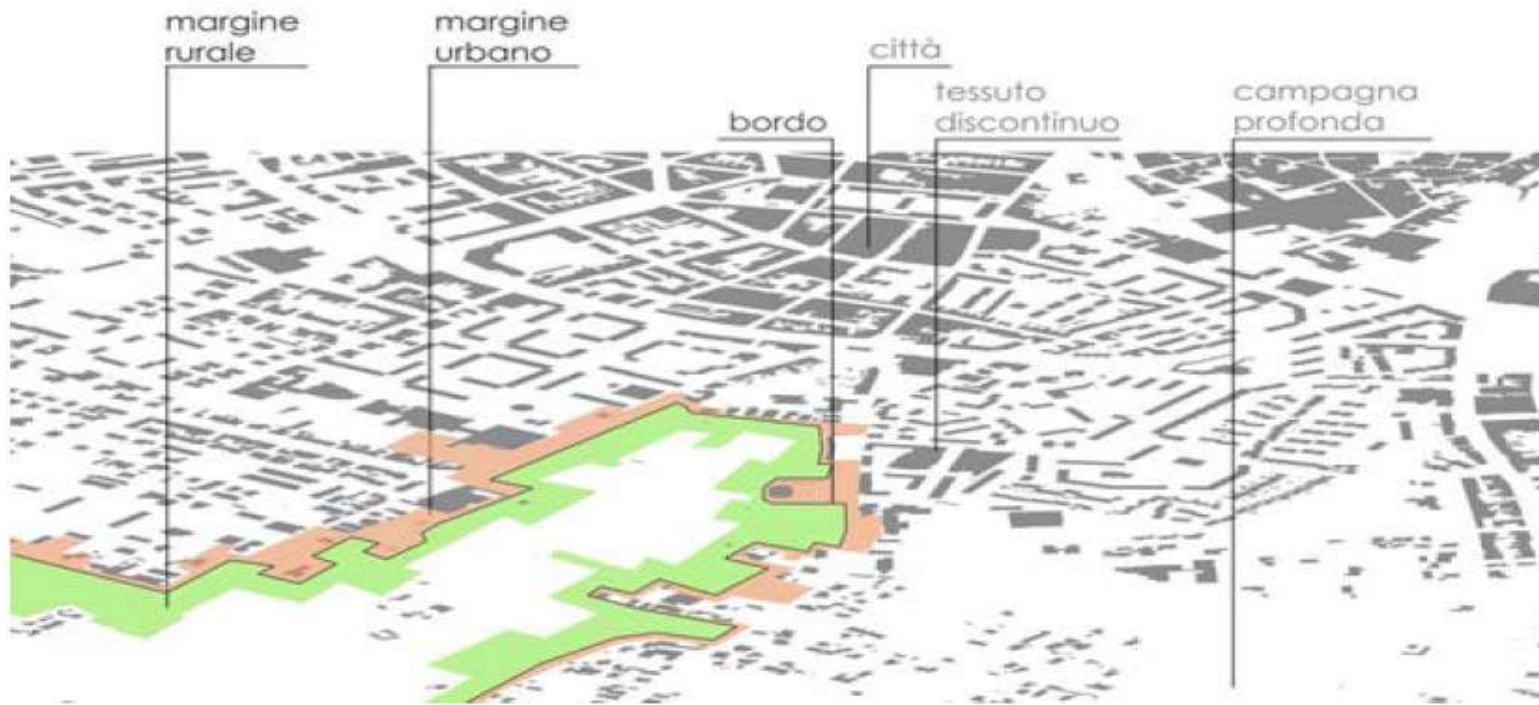 margine
rurale
margine
urbano
città
bordo
tessuto
discontinuo
campagna
profonda